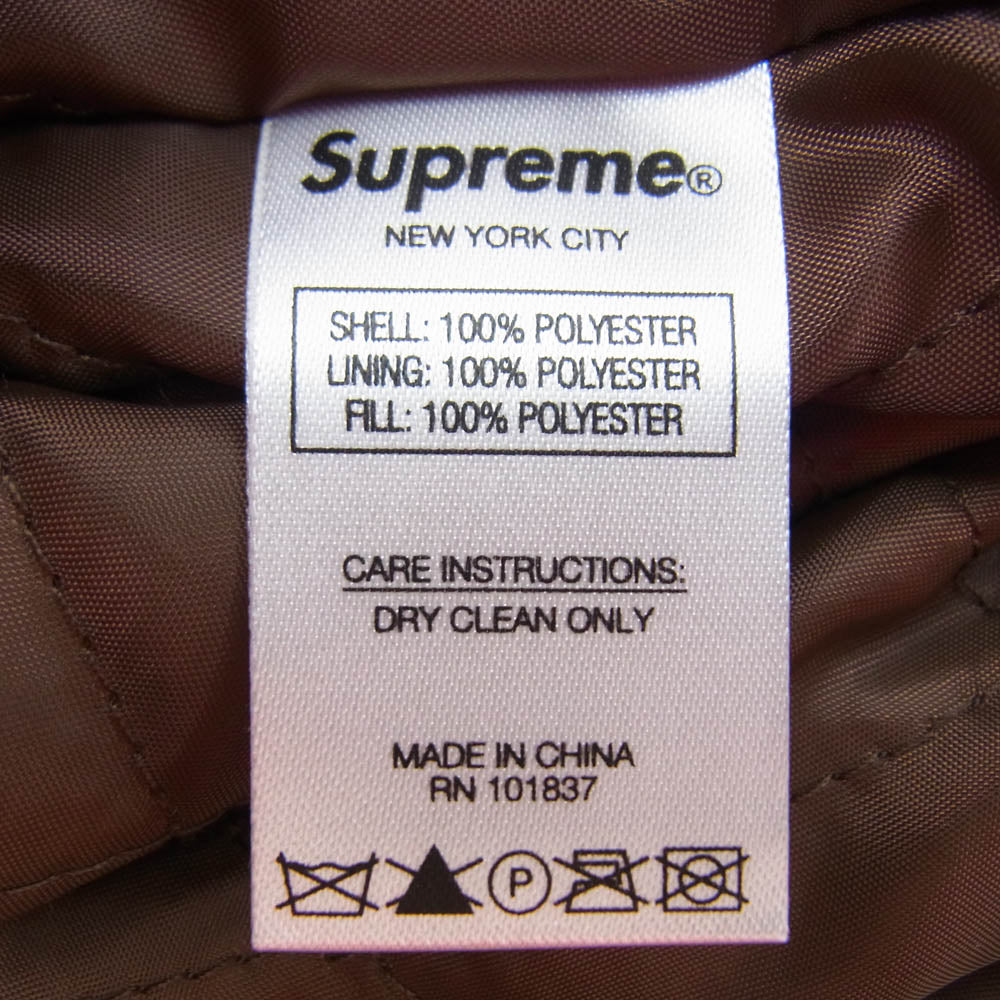 Supreme®
NEW YORK CITY
SHELL: 100% POLYESTER
LINING: 100% POLYESTER
FILL: 100% POLYESTER
CARE INSTRUCTIONS:
DRY CLEAN ONLY
MADE IN CHINA
RN 101837
P